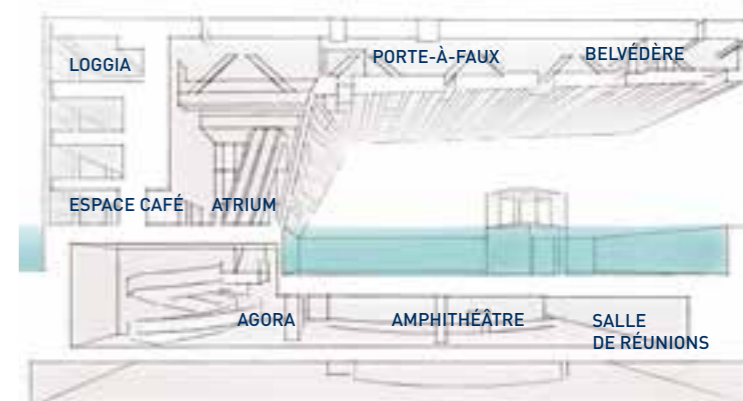 LOGGIA
PORTE-À-FAUX
BELVÉDÈRE
ESPACE CAFÉ
ATRIUM
AGORA
AMPHITHÉÂTRE
SALLE
DE RÉUNIONS